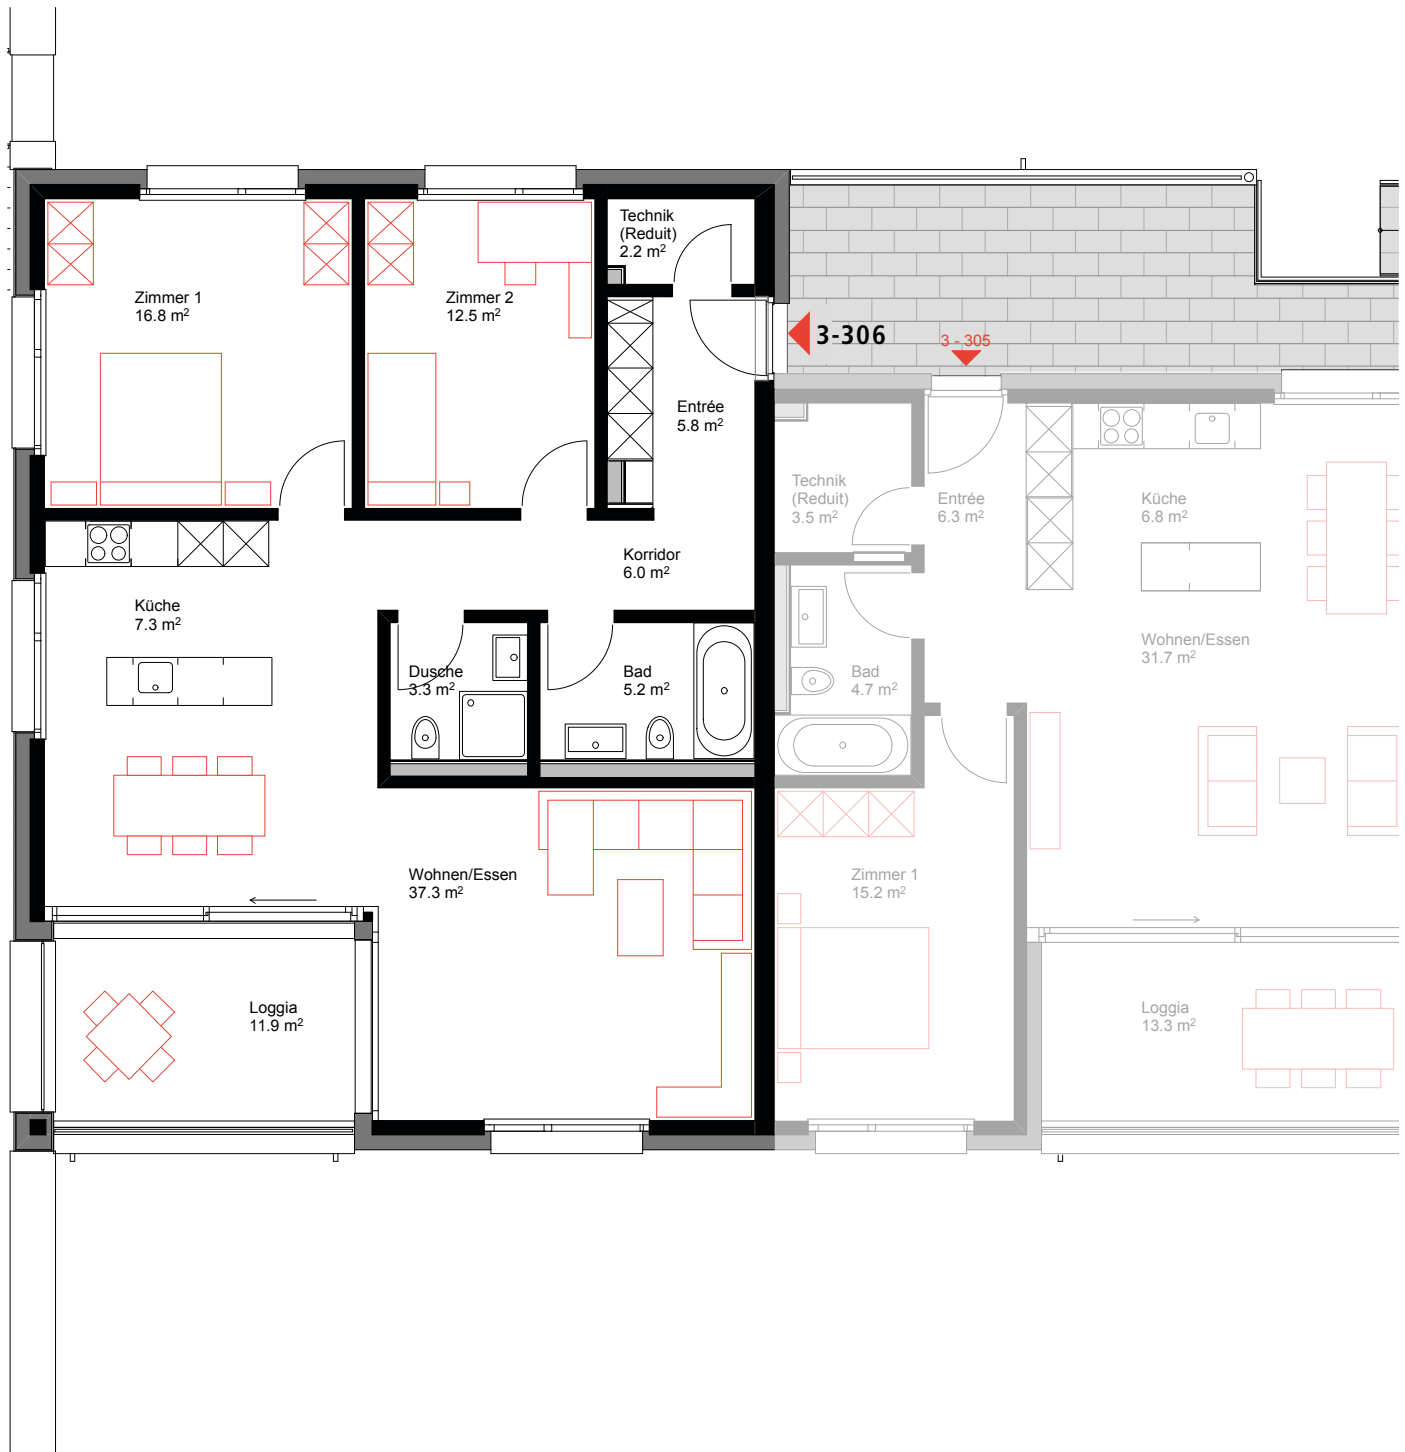 Technik
(Reduit)
2.2 m²
Zimmer 1
16.8 m²
Zimmer 2
12.5 m²
3-306
3 - 305
Entrée
5.8 m²
Technik
(Reduit)
3.5 m²
Entrée
6.3 m²
Küche
6.8 m²
Korridor
6.0 m²
Küche
7.3 m²
Wohnen/Essen
31.7 m²
Dusche
3.3 m²
Bad
5.2 m²
Bad
4.7 m²
Wohnen/Essen
37.3 m²
Zimmer 1
15.2 m²
Loggia
11.9 m²
Loggia
13.3 m²